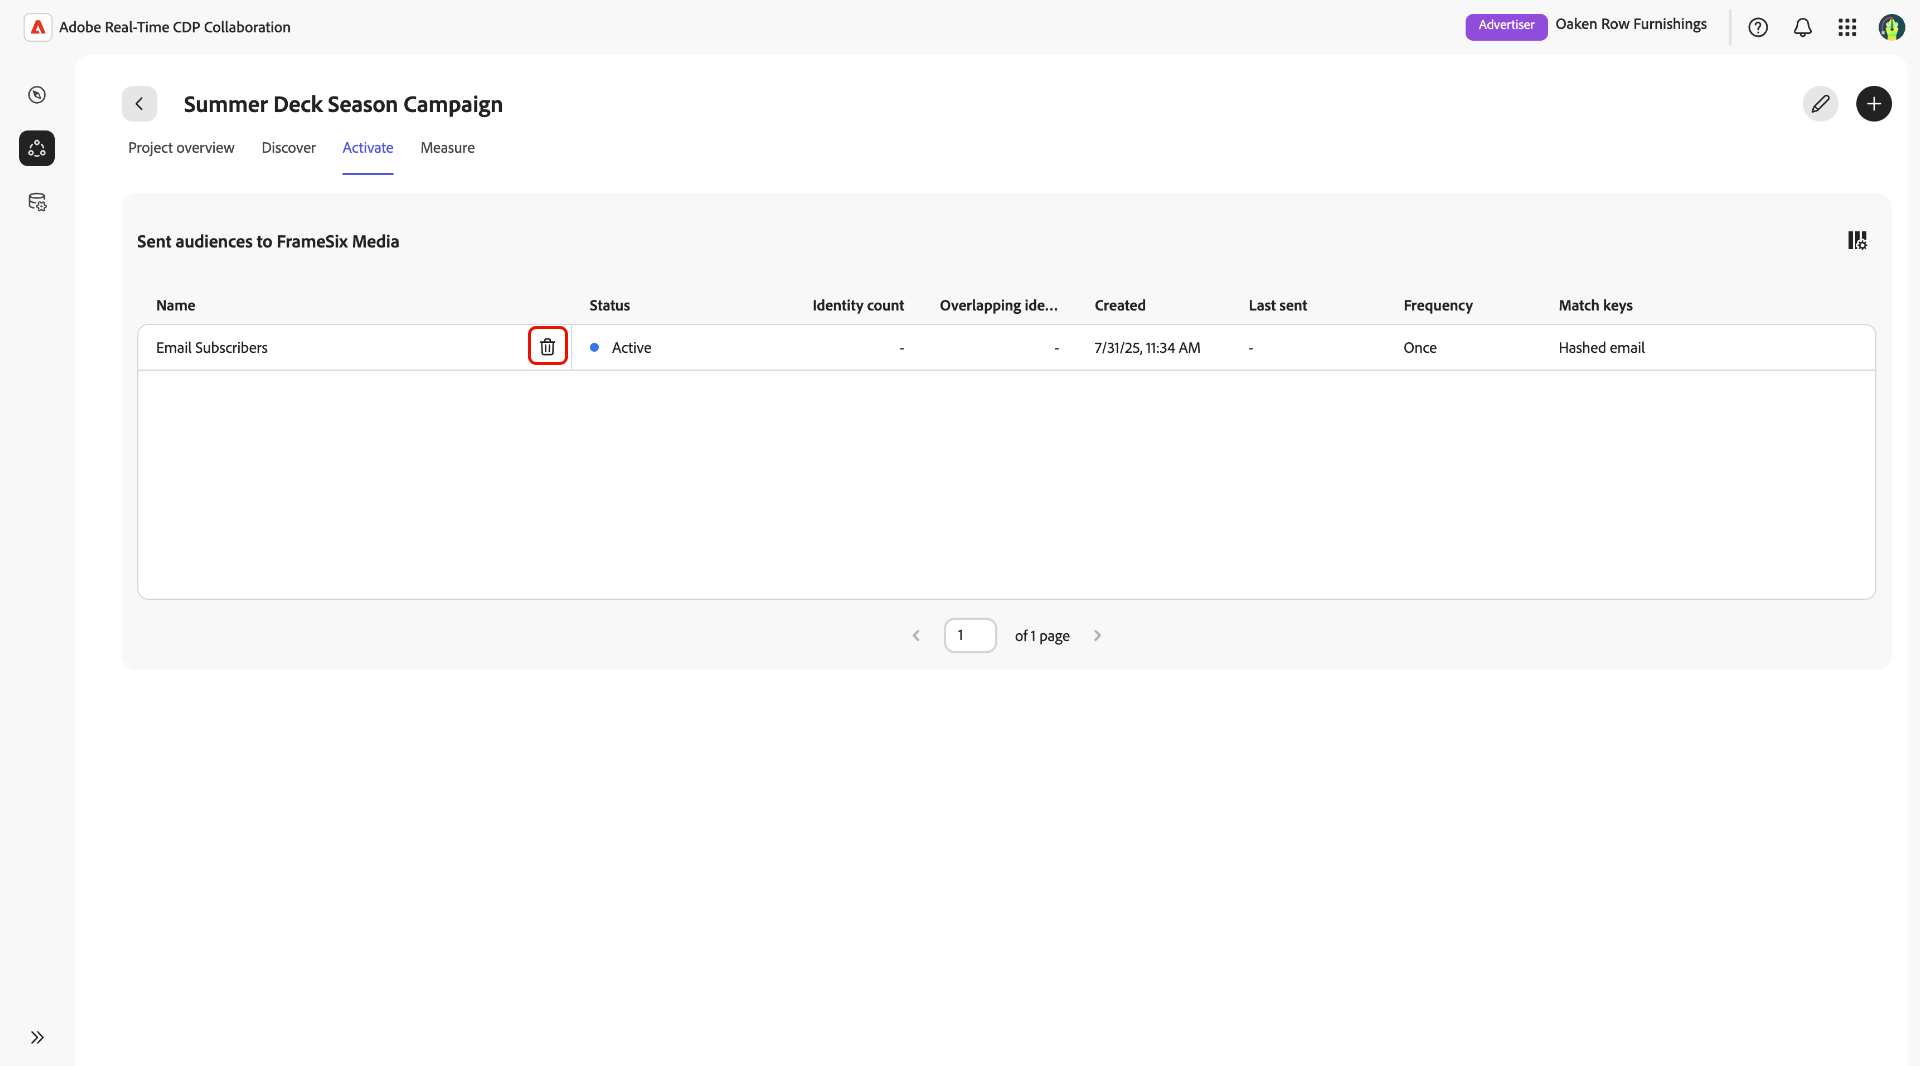 Adobe Real-Time CDP Collaboration
Advertiser
Oaken Row Furnishings
Summer Deck Season Campaign
Project overview
Discover
Activate
Measure
Sent audiences to FrameSix Media
Name
Status
Identity count
Overlapping ide...
Created
Last sent
Frequency
Match keys
Email Subscribers
Active
-
-
7/31/25, 11:34 AM
-
Once
Hashed email
1
of 1 page